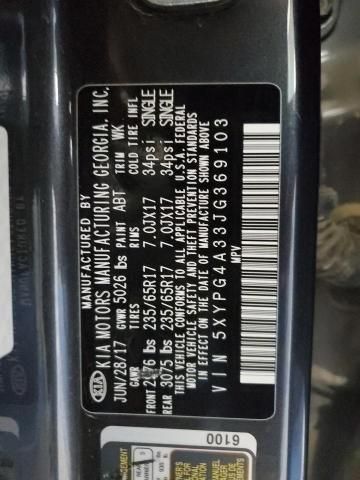 MANUFACTURED BY
KIA KIA MOTORS MANUFACTURING GEORGIA, INC.
JUN/28/17 GVWR 5026 lbs PAINT ABT TRIM WK
GAWR TIRES RIMS COLD TIRE INFL
FRONT lbs 235/65R17 7.0JX17 34psi SINGLE
REAR 3075 lbs 235/65R17 7.0JX17 34psi SINGLE
THIS VEHICLE CONFORMS TO ALL APPLICABLE U.S.A FEDERAL
MOTOR VEHICLE SAFETY AND THEFT PREVENTION STANDARDS
IN EFFECT ON THE DATE OF MANUFACTURE SHOWN ABOVE
VIN 5XYPG4A33JG369103
MPV
6100